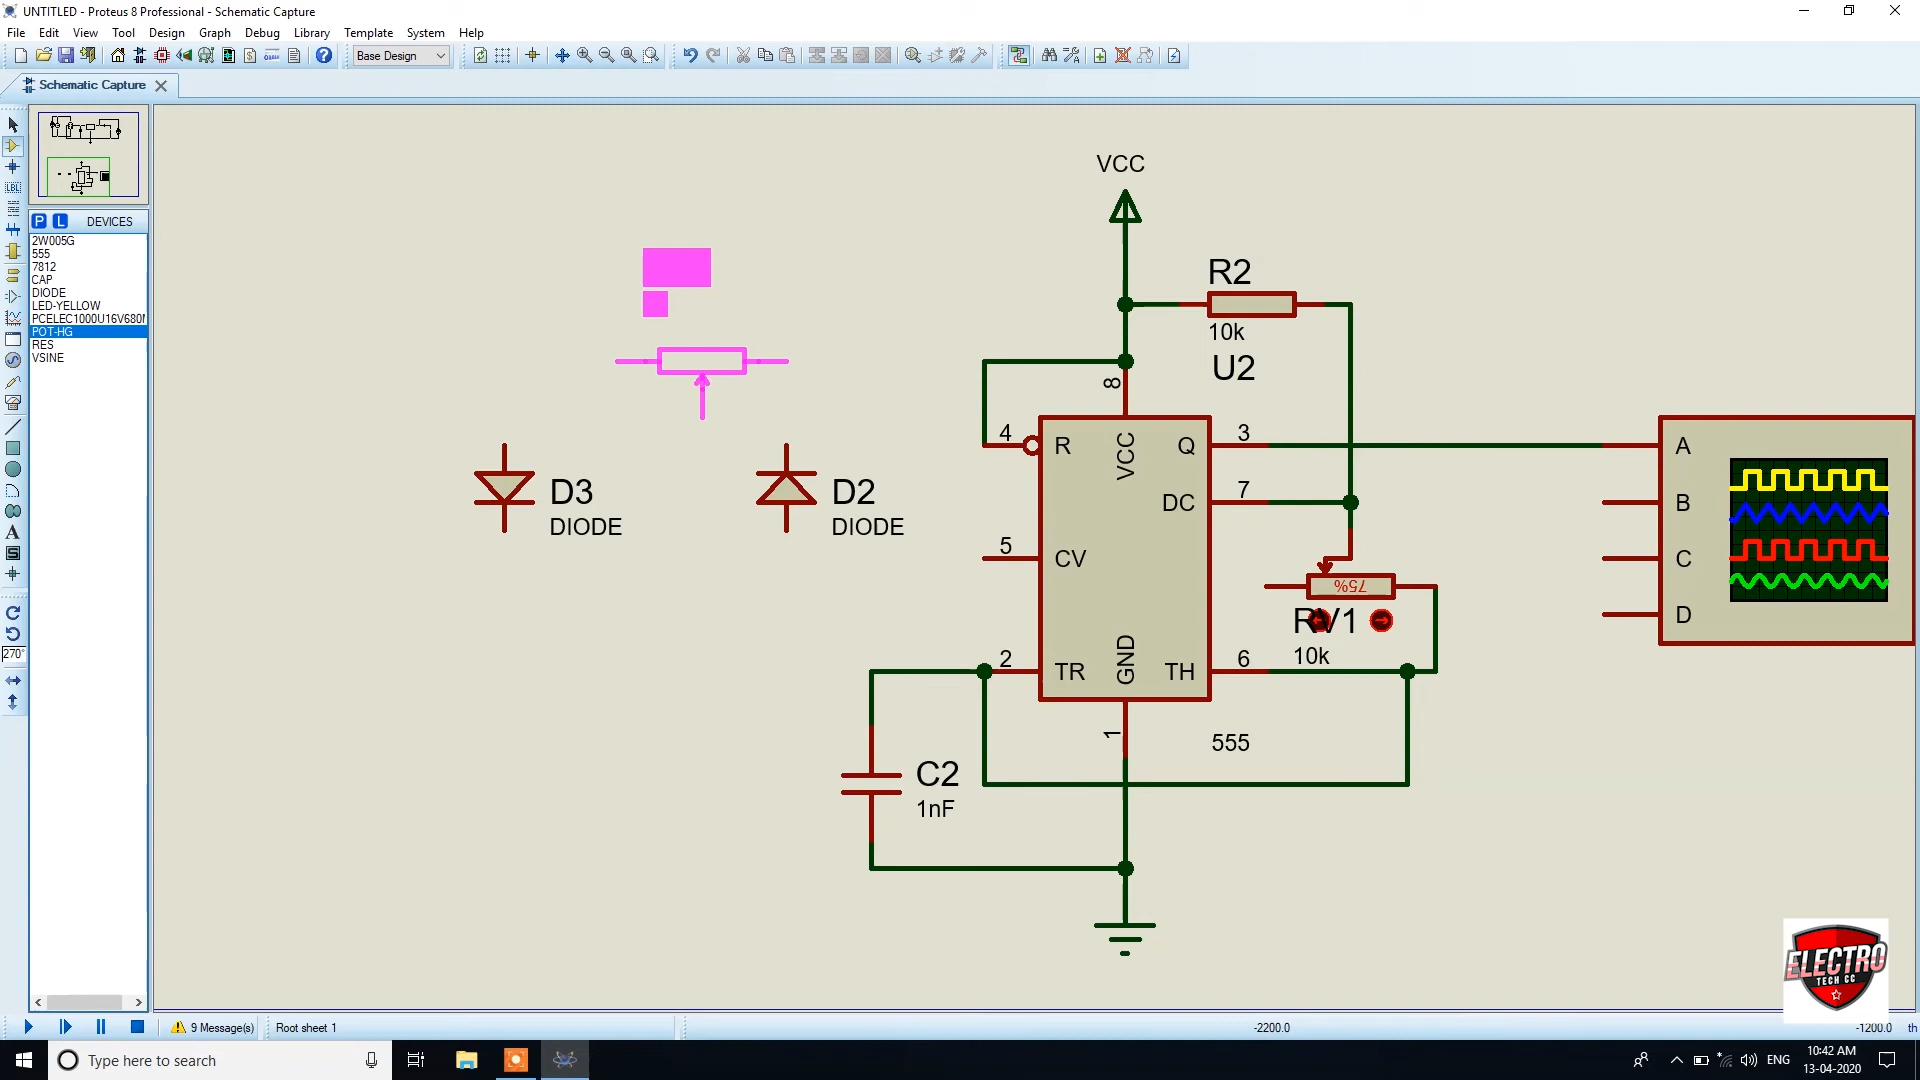 UNTITLED - Proteus 8 Professional - Schematic Capture
File Edit View Tool Design Graph Debug Library Template System Help
Base Design
Schematic Capture
P L DEVICES
2W005G
555
7812
CAP
DIODE
LED-YELLOW
PCELEC1000U16V680M
POT-HG
RES
VSINE
LBL
A
S
270°
VCC
R2
10k
U2
8
4 R VCC Q 3
DC 7
5 CV
2 TR GND TH 6
1
555
D3
DIODE
D2
DIODE
75%
RV1
10k
C2
1nF
A
B
C
D
ELECTRO
TECH CC
9 Message(s) Root sheet 1 -2200.0 -1200.0 th
Type here to search
ENG
10:42 AM
13-04-2020